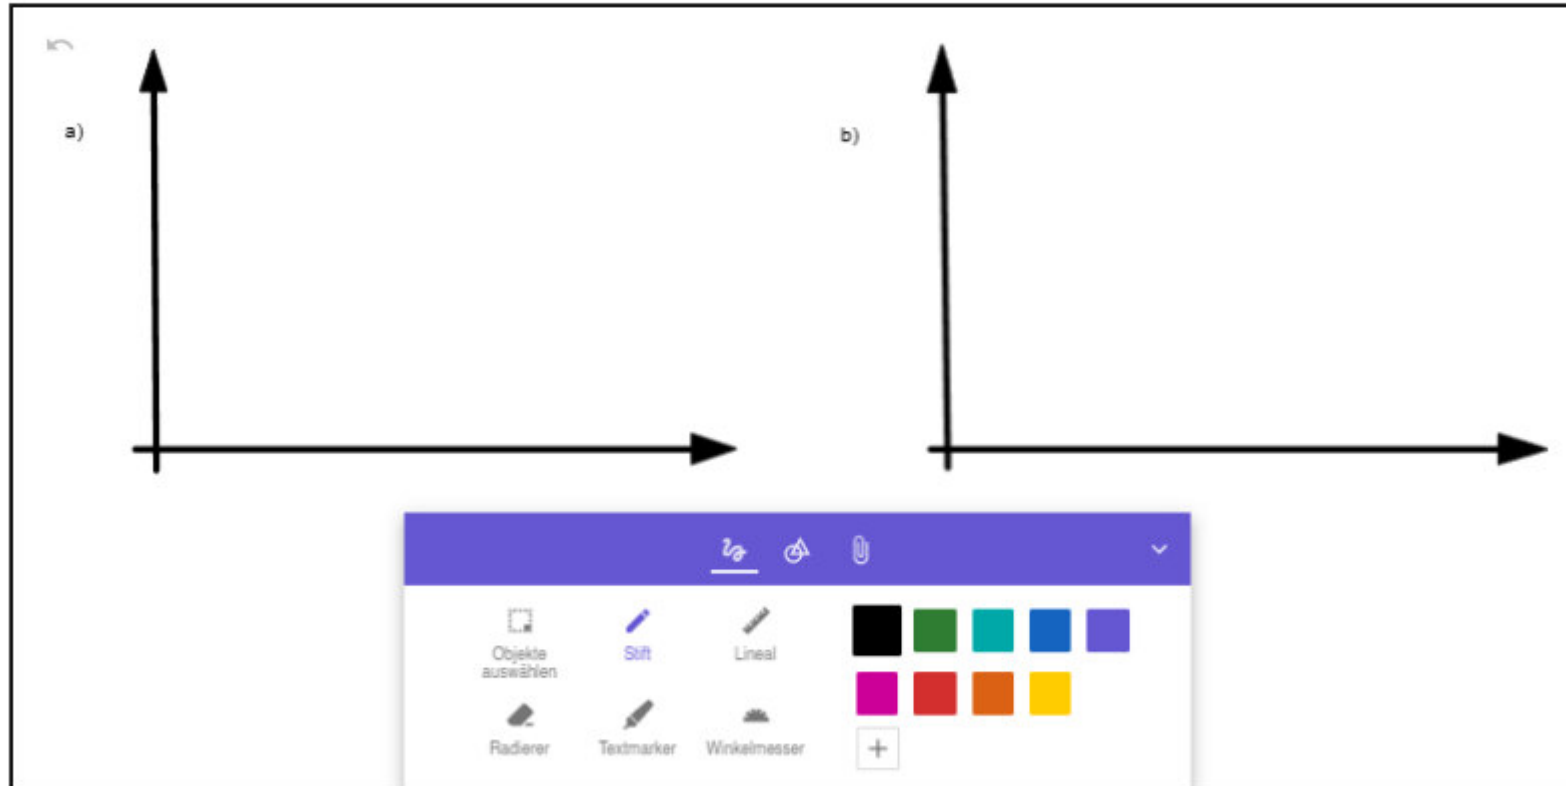 a)
b)
Objekte
auswählen
Stift
Lineal
Radierer
Textmarker
Winkelmesser